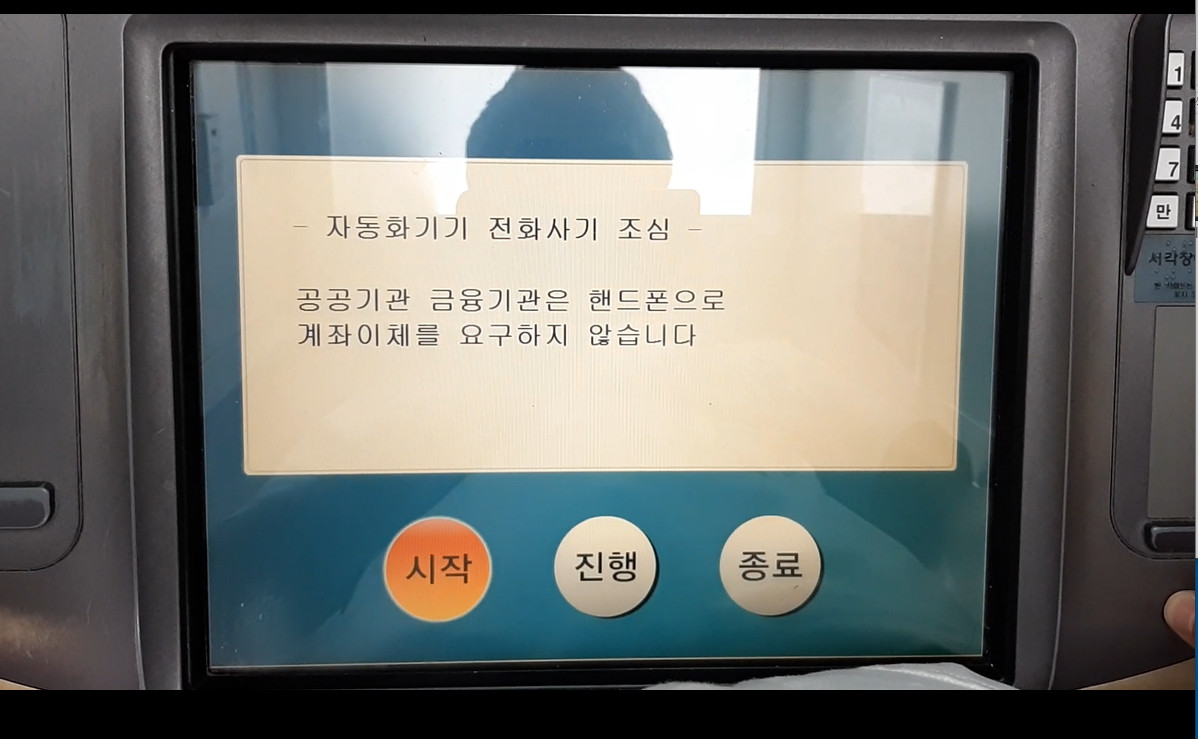 - 자동화기기 전화사기 조심 -
공공기관 금융기관은 핸드폰으로
계좌이체를 요구하지 않습니다
시작 진행 종료
1
4
7
만